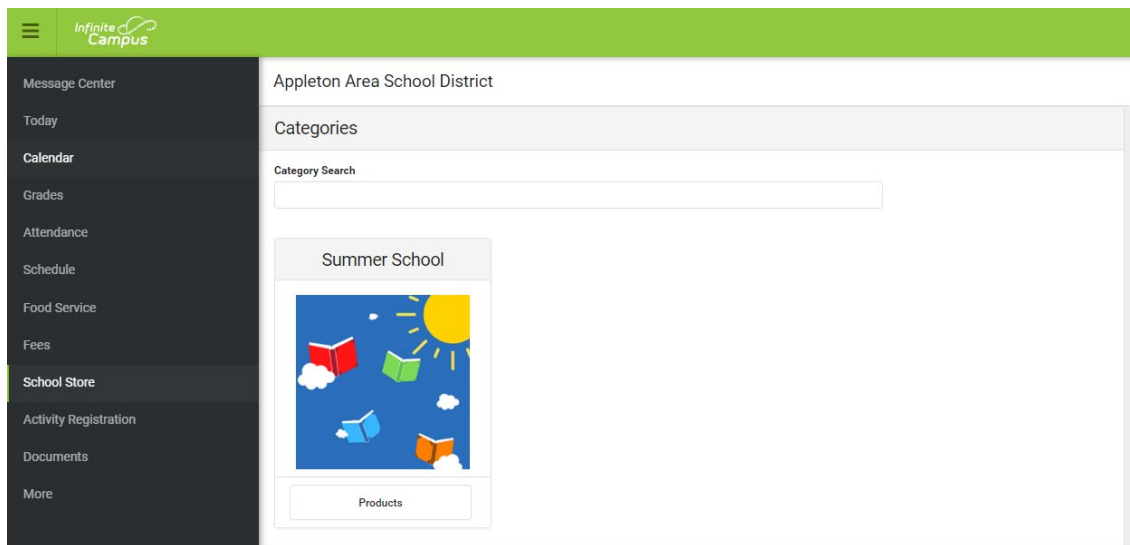 Infinite
Campus
Message Center
Today
Calendar
Grades
Attendance
Schedule
Food Service
Fees
School Store
Activity Registration
Documents
More
Appleton Area School District
Categories
Category Search
Summer School
Products